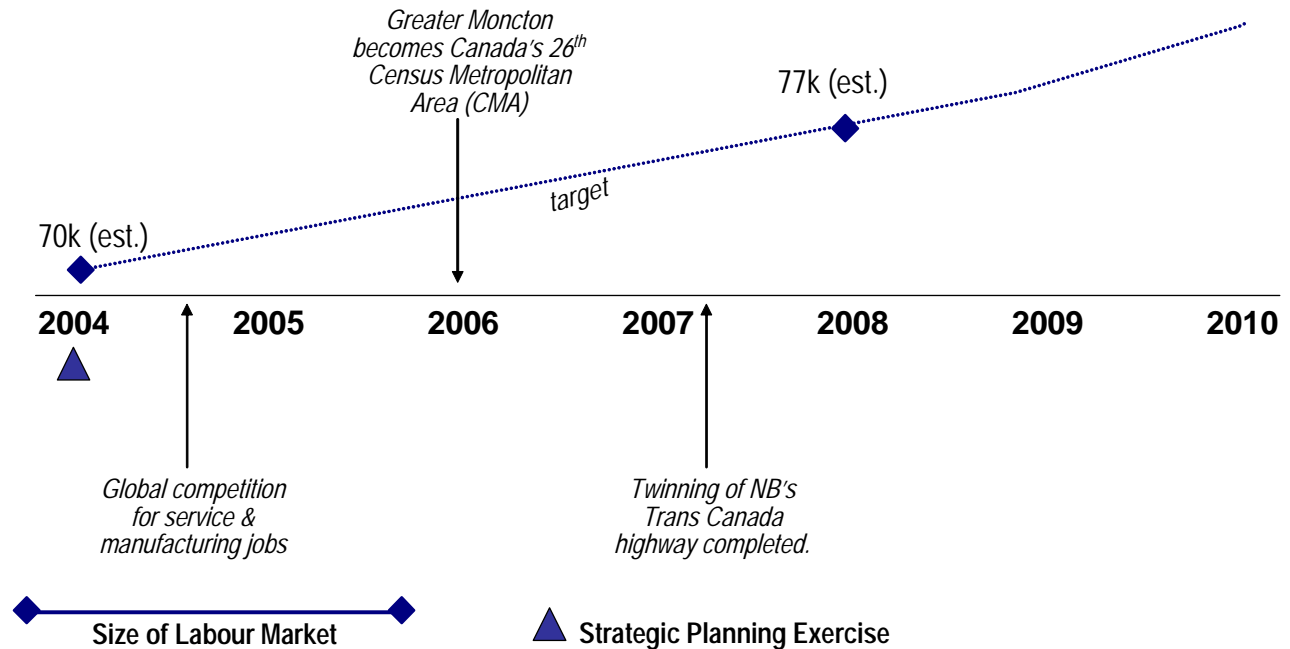 Greater Moncton
becomes Canada's 26th
Census Metropolitan
Area (CMA)
77k (est.)
target
70k (est.)
2004 2005 2006 2007 2008 2009 2010
Global competition
for service &
manufacturing jobs
Twinning of NB's
Trans Canada
highway completed.
Size of Labour Market
Strategic Planning Exercise